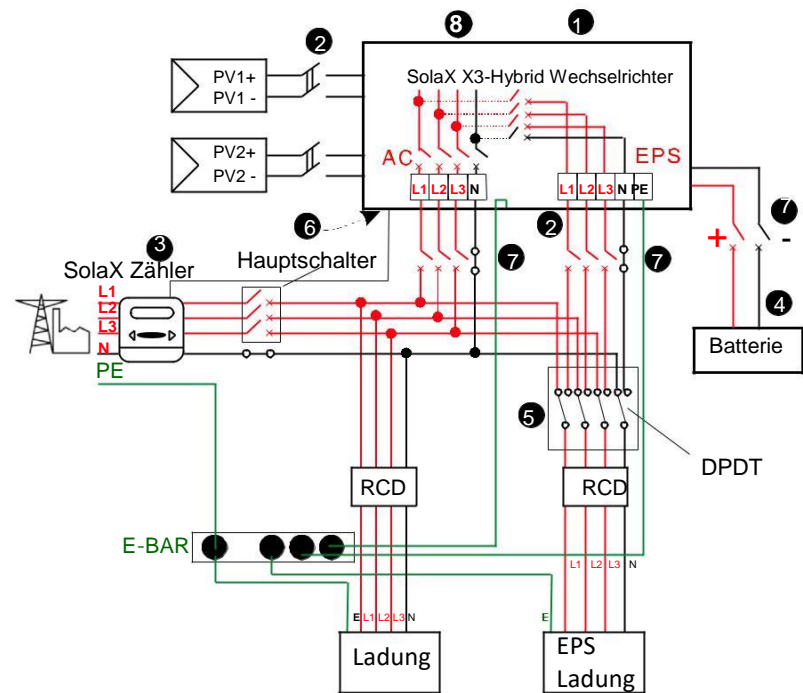 8
1
2
PV1+
PV1 -
SolaX X3-Hybrid Wechselrichter
PV2+
PV2 -
AC
EPS
L1 L2 L3 N
L1 L2 L3 N PE
6
2
7
7
7
+
-
3
SolaX Zähler
Hauptschalter
L1
L2
L3
N
PE
4
Batterie
5
DPDT
RCD
RCD
E-BAR
L1 L2 L3 N
E L1 L2 L3 N
E
Ladung
EPS
Ladung